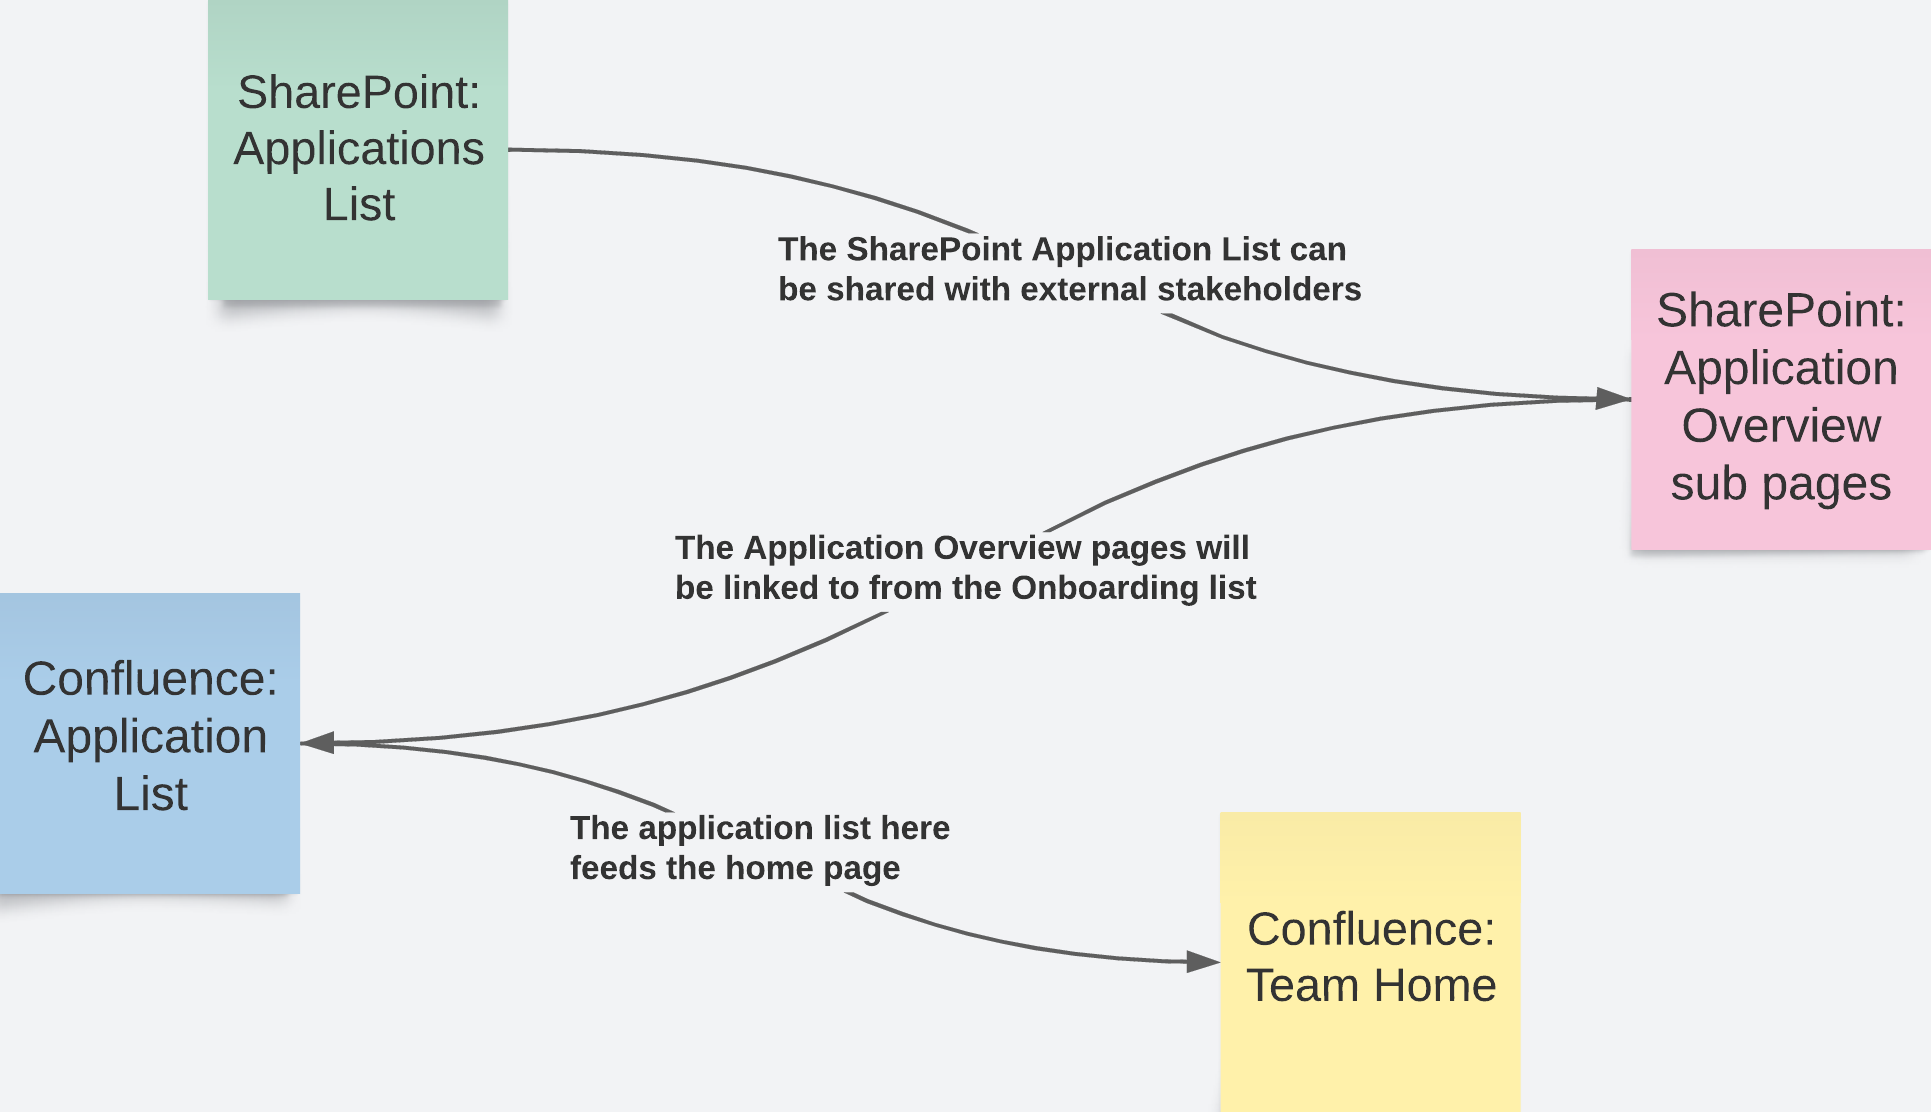 SharePoint:
Applications
List
The SharePoint Application List can
be shared with external stakeholders
SharePoint:
Application
Overview
sub pages
The Application Overview pages will
be linked to from the Onboarding list
Confluence:
Application
List
The application list here
feeds the home page
Confluence:
Team Home